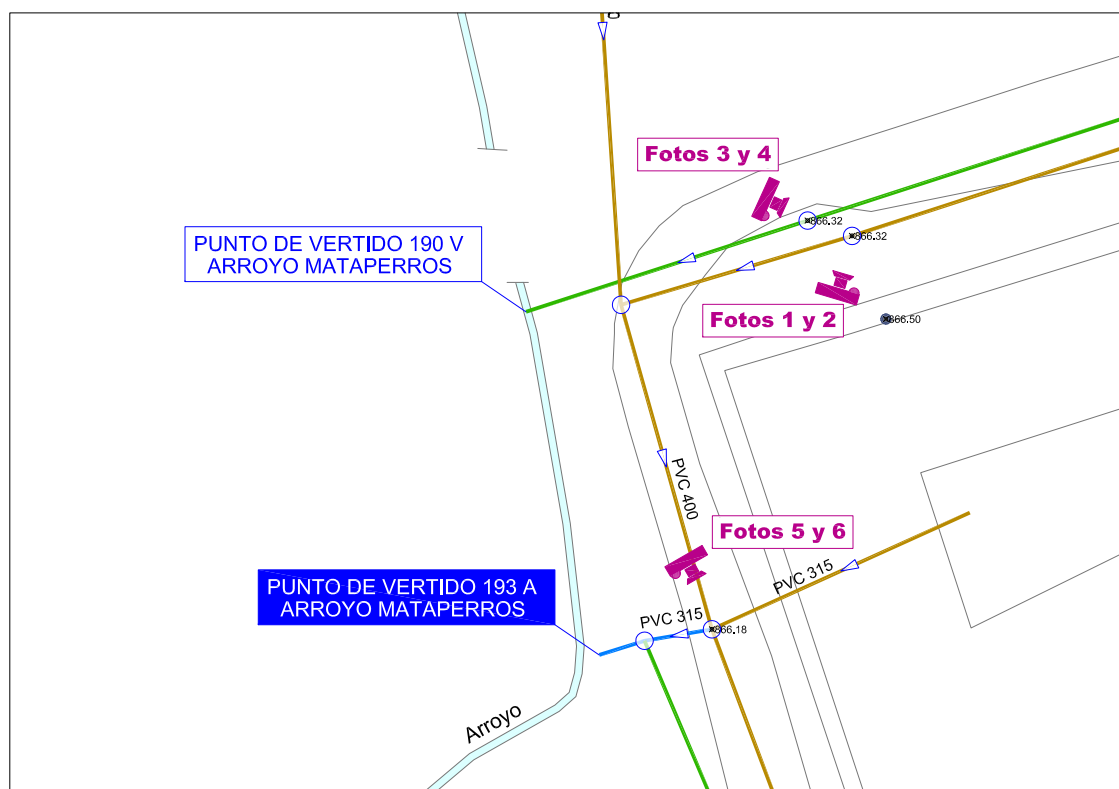 Fotos 3 y 4
866.32
866.32
PUNTO DE VERTIDO 190 V
ARROYO MATAPERROS
Fotos 1 y 2
866.50
PVC 400
Fotos 5 y 6
PVC 315
PUNTO DE VERTIDO 193 A
ARROYO MATAPERROS
PVC 315
866.18
Arroyo